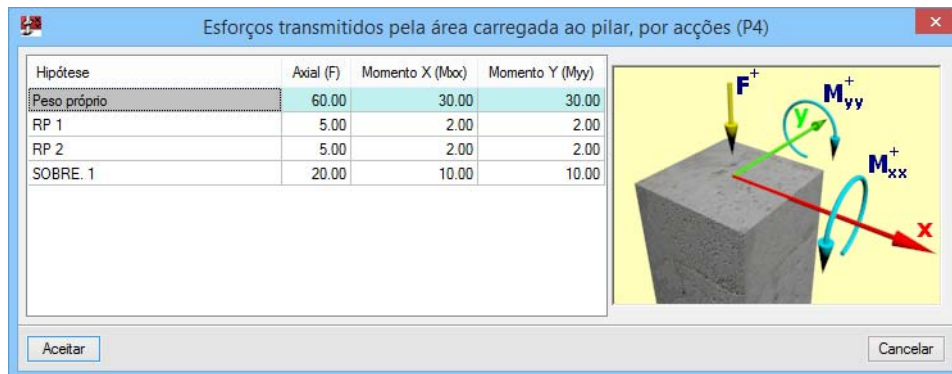 Esforços transmitidos pela área carregada ao pilar, por acções (P4)
Hipótese Axial (F) Momento X (Mxx) Momento Y (Myy)
Peso próprio 60.00 30.00 30.00
RP 1 5.00 2.00 2.00
RP 2 5.00 2.00 2.00
SOBRE. 1 20.00 10.00 10.00
F+
M+yy
y
M+xx
x
Aceitar Cancelar